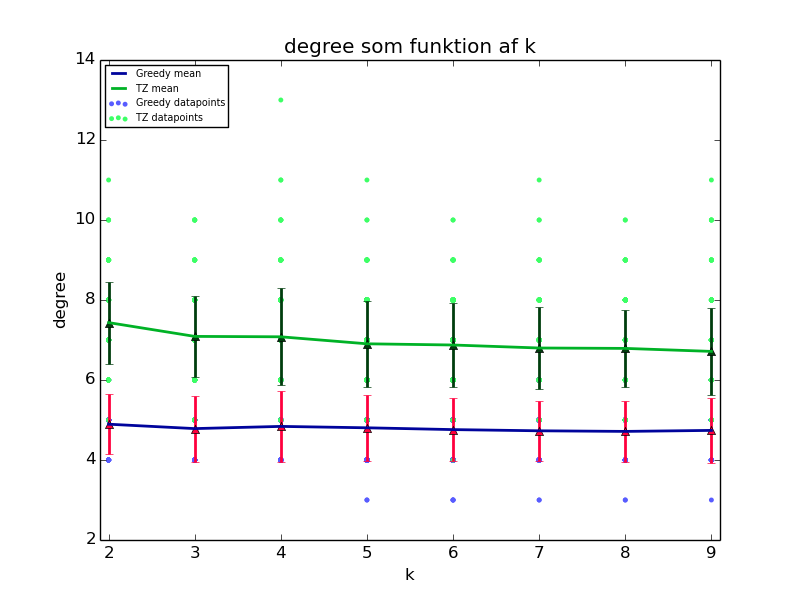 degree som funktion af k
Greedy mean
TZ mean
Greedy datapoints
TZ datapoints
14
12
10
8
6
4
2
degree
2 3 4 5 6 7 8 9
k